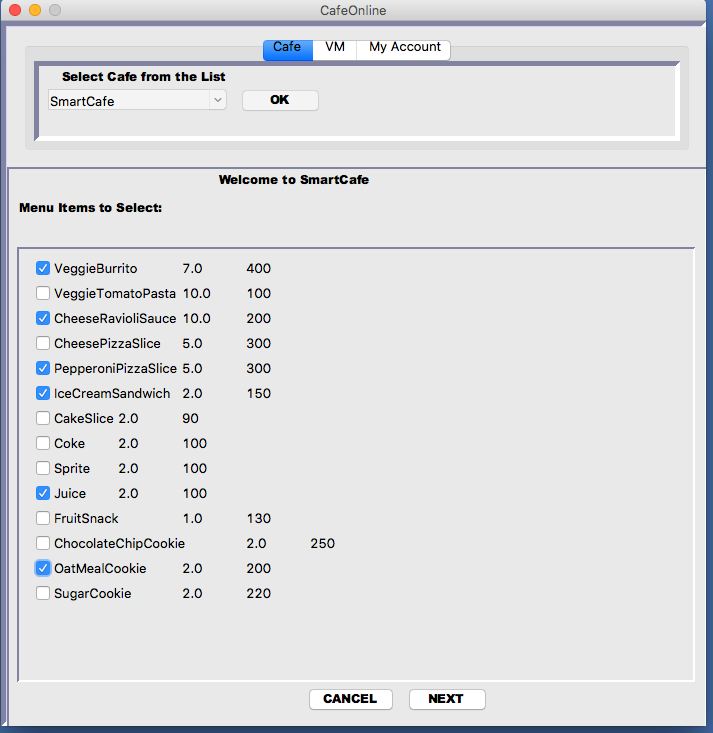 CafeOnline
Cafe VM My Account
Select Cafe from the List
SmartCafe OK
Welcome to SmartCafe
Menu Items to Select:
VeggieBurrito 7.0 400
VeggieTomatoPasta 10.0 100
CheeseRavioliSauce 10.0 200
CheesePizzaSlice 5.0 300
PepperoniPizzaSlice 5.0 300
IceCreamSandwich 2.0 150
CakeSlice 2.0 90
Coke 2.0 100
Sprite 2.0 100
Juice 2.0 100
FruitSnack 1.0 130
ChocolateChipCookie 2.0 250
OatMealCookie 2.0 200
SugarCookie 2.0 220
CANCEL NEXT